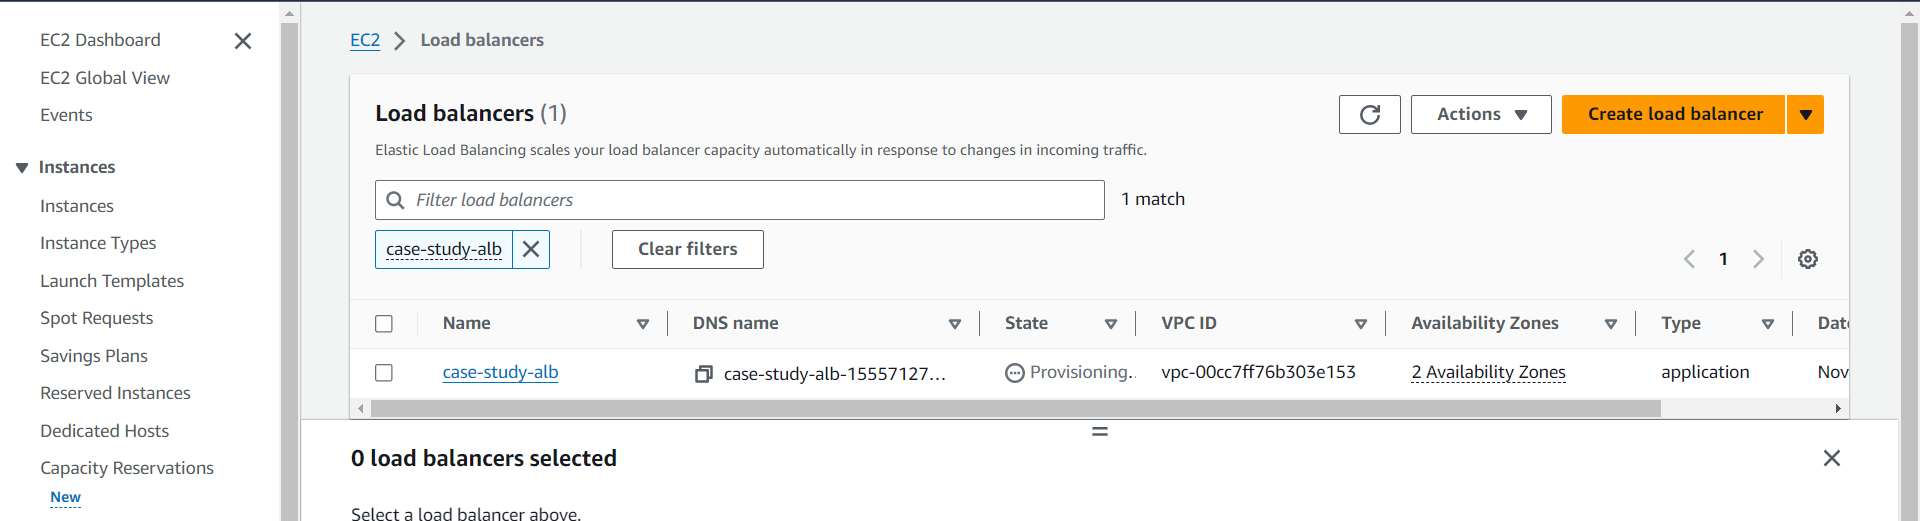 EC2 Dashboard
EC2 Global View
Events
Instances
Instances
Instance Types
Launch Templates
Spot Requests
Savings Plans
Reserved Instances
Dedicated Hosts
Capacity Reservations
New
EC2 > Load balancers
Load balancers (1)
Actions
Create load balancer
Elastic Load Balancing scales your load balancer capacity automatically in response to changes in incoming traffic.
Filter load balancers
1 match
case-study-alb
Clear filters
1
Name DNS name State VPC ID Availability Zones Type Date
case-study-alb case-study-alb-15557127... Provisioning.. vpc-00cc7ff76b303e153 2 Availability Zones application Nov
0 load balancers selected
Select a load balancer above.